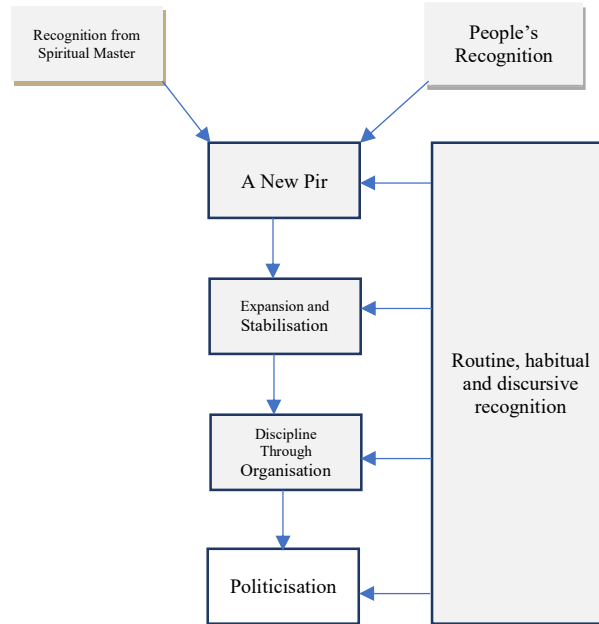 Recognition from
Spiritual Master
People’s
Recognition
A New Pir
Expansion and
Stabilisation
Routine, habitual
and discursive
recognition
Discipline
Through
Organisation
Politicisation